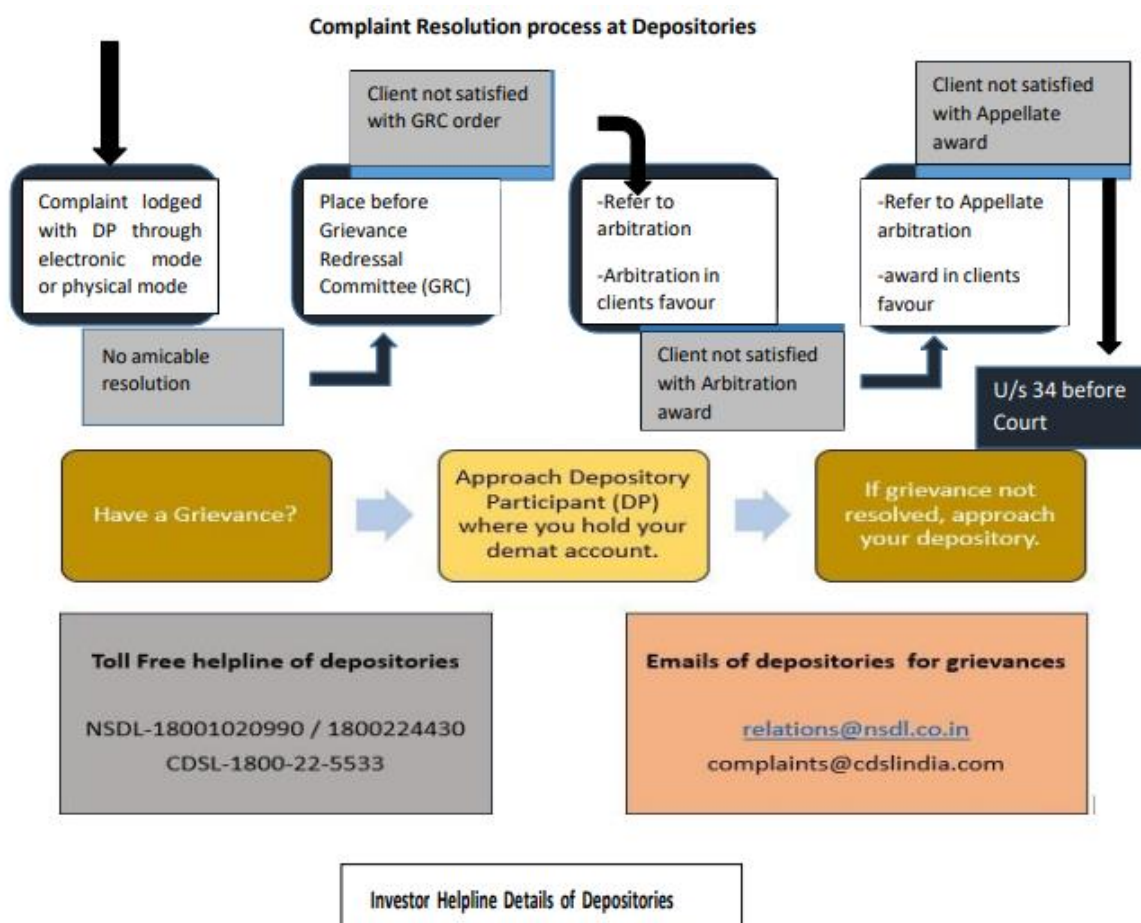 Complaint Resolution process at Depositories
Client not satisfied
with GRC order
Client not satisfied
with Appellate
award
Complaint lodged
with DP through
electronic mode
or physical mode
Place before
Grievance
Redressal
Committee (GRC)
-Refer to
arbitration
-Arbitration in
clients favour
-Refer to Appellate
arbitration
-award in clients
favour
No amicable
resolution
Client not satisfied
with Arbitration
award
U/s 34 before
Court
Have a Grievance?
Approach Depository
Participant (DP)
where you hold your
demat account.
If grievance not
resolved, approach
your depository.
Toll Free helpline of depositories
NSDL-18001020990 / 1800224430
CDSL-1800-22-5533
Emails of depositories for grievances
relations@nsdl.co.in
complaints@cdslindia.com
Investor Helpline Details of Depositories